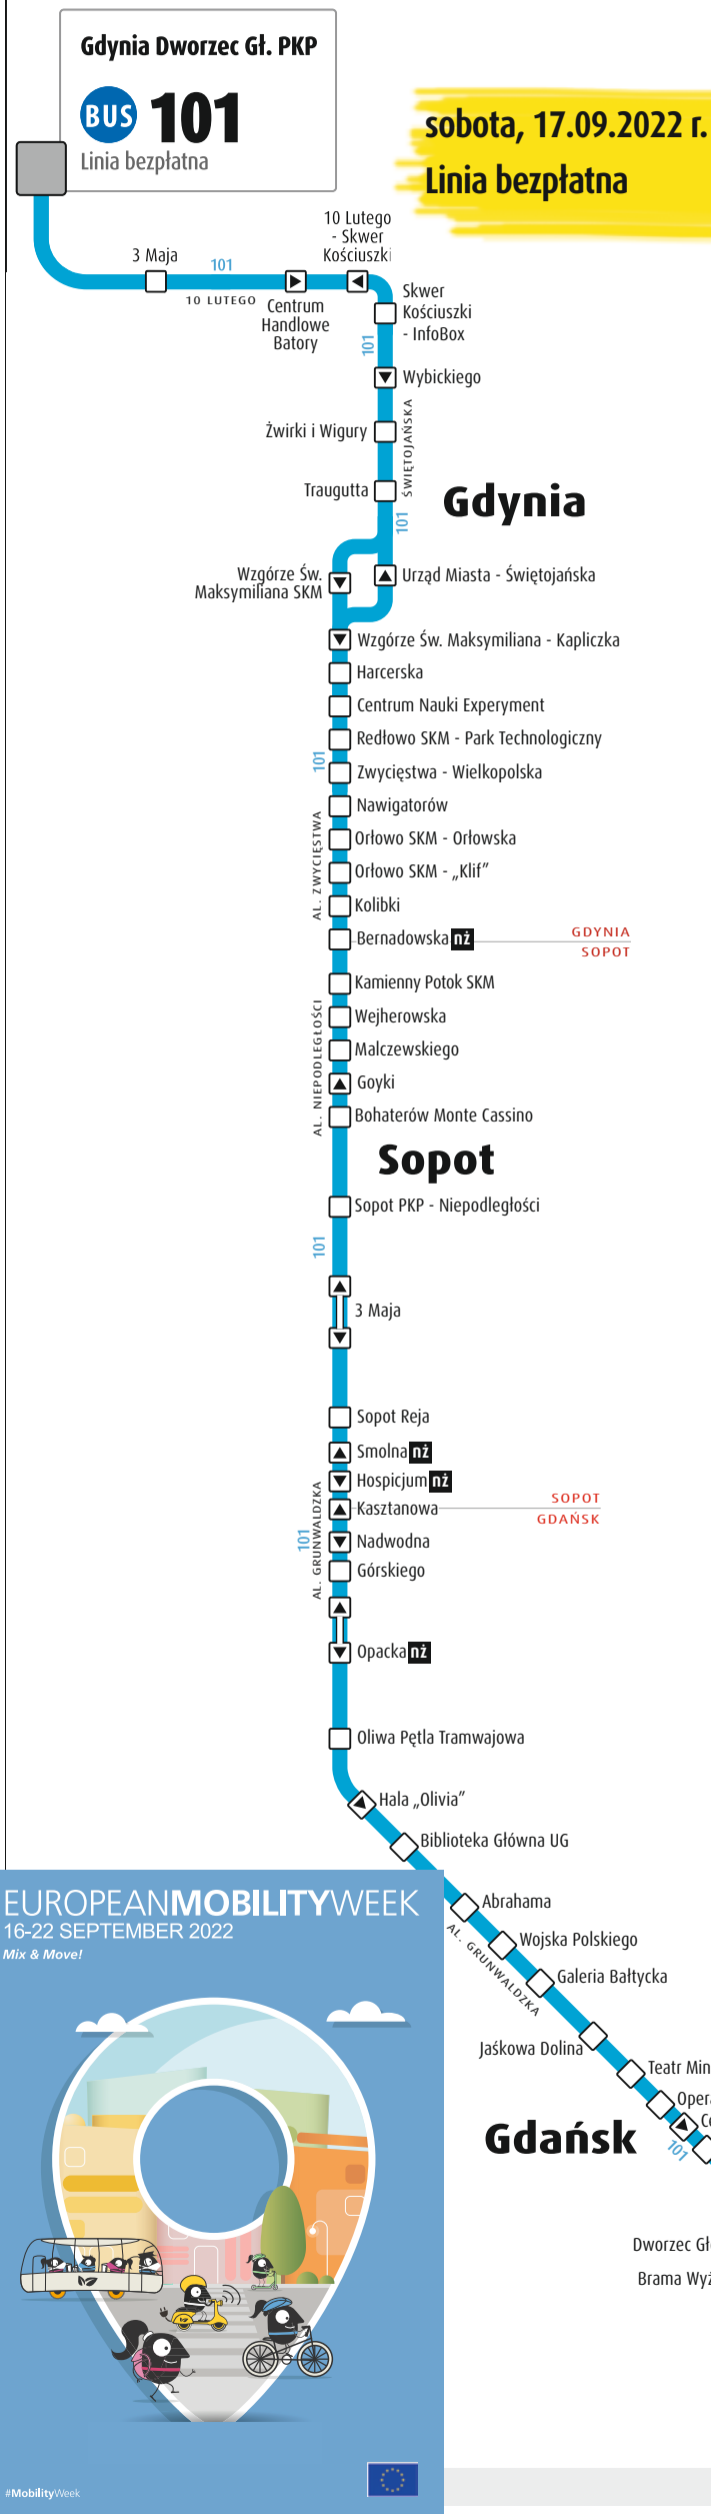 Gdynia Dworzec Gł. PKP
BUS 101
Linia bezpłatna
sobota, 17.09.2022 r.
Linia bezpłatna
3 Maja
101
10 LUTEGO
Centrum
Handlowe
Batory
10 Lutego
- Skwer
Kościuszki
Skwer
Kościuszki
- InfoBox
101
Wybickiego
Żwirki i Wigury
ŚWIĘTOJAŃSKA
Traugutta
Gdynia
101
Wzgórze Św.
Maksymiliana SKM
Urząd Miasta - Świętojańska
Wzgórze Św. Maksymiliana - Kapliczka
Harcerska
Centrum Nauki Experyment
Redłowo SKM - Park Technologiczny
101
Zwycięstwa - Wielkopolska
Nawigatorów
AL. ZWYCIĘSTWA
Orłowo SKM - Orłowska
Orłowo SKM - „Klif”
Kolibki
Bernadowska nż
GDYNIA
SOPOT
Kamienny Potok SKM
Wejherowska
AL. NIEPODLEGŁOŚCI
Malczewskiego
Goyki
Bohaterów Monte Cassino
Sopot
Sopot PKP - Niepodległości
101
3 Maja
Sopot Reja
Smolna nż
Hospicjum nż
Kasztanowa
SOPOT
GDAŃSK
101
AL. GRUNWALDZKA
Nadwodna
Górskiego
Opacka nż
Oliwa Pętla Tramwajowa
Hala „Olivia”
Biblioteka Główna UG
Abrahama
Wojska Polskiego
AL. GRUNWALDZKA
Galeria Bałtycka
Jaśkowa Dolina
Teatr Min
Opera
C
Gdańsk
101
Dworzec Gł
Brama Wyż
EUROPEANMOBILITYWEEK
16-22 SEPTEMBER 2022
Mix & Move!
#MobilityWeek